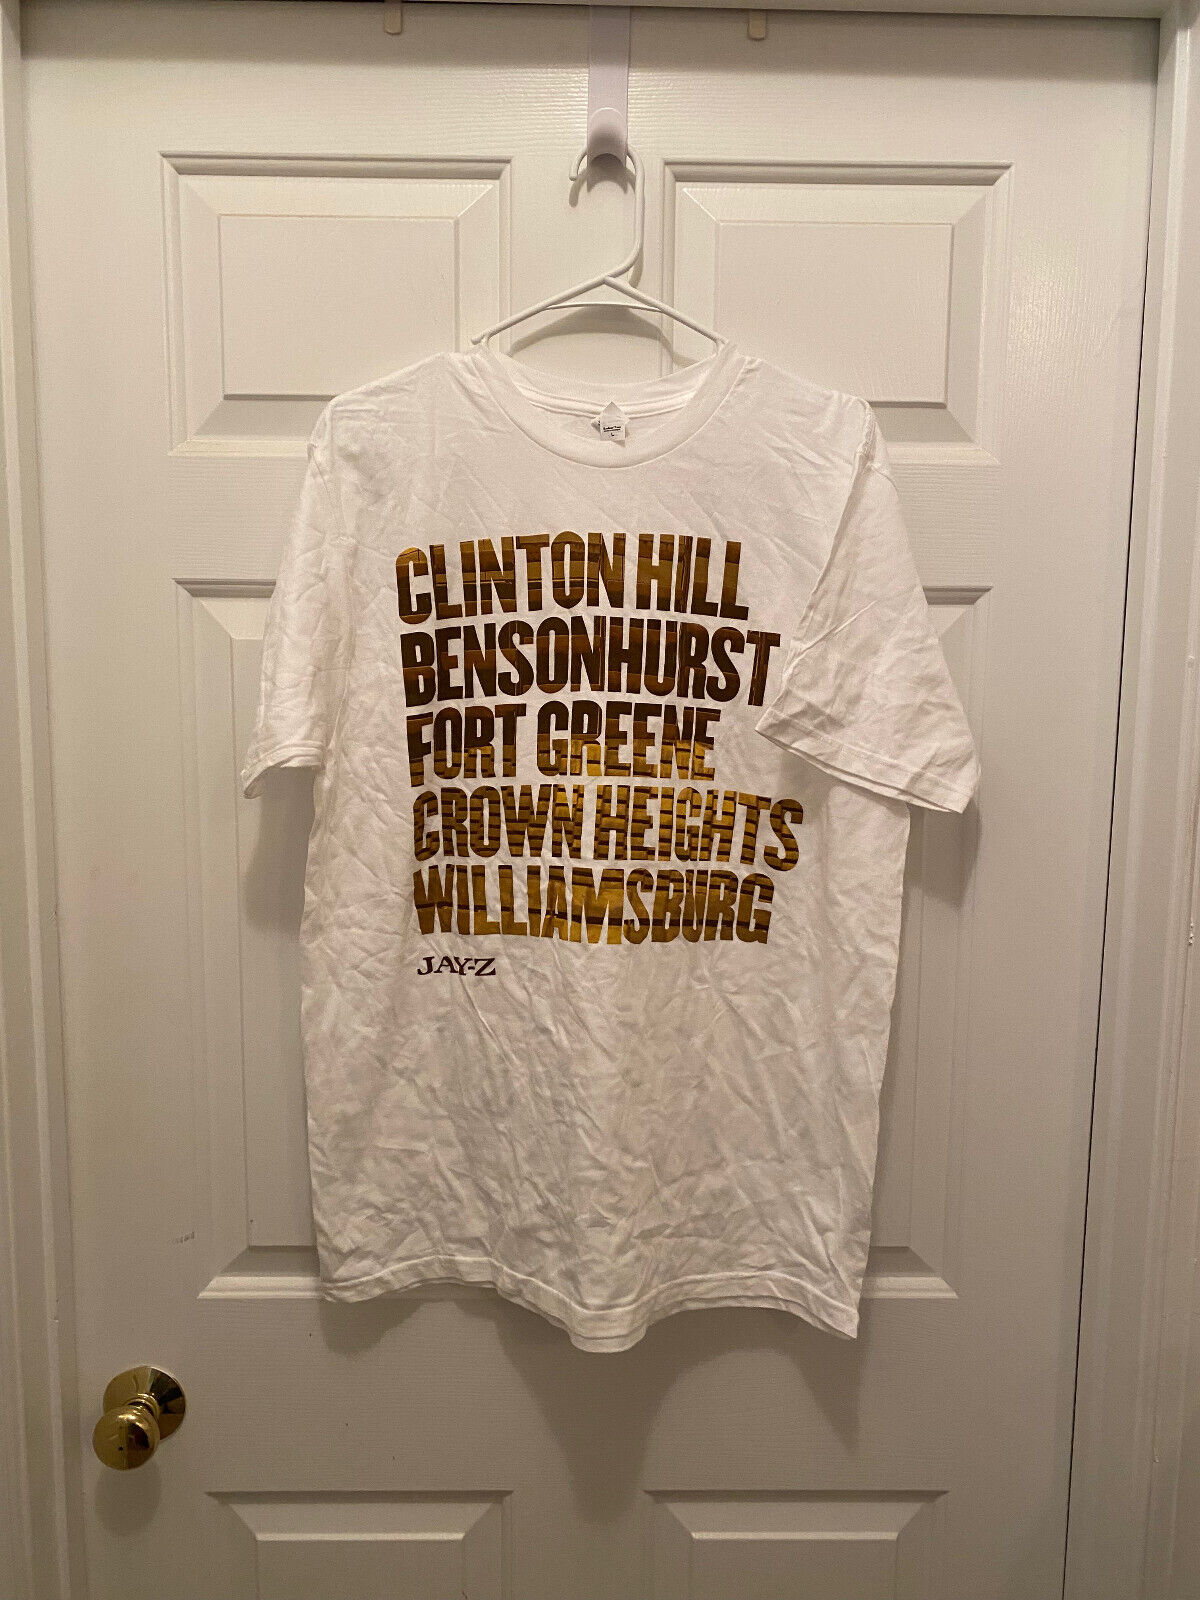 L
CLINTON HILL
BENSONHURST
FORT GREENE
CROWN HEIGHTS
WILLIAMSBURG
JAY-Z